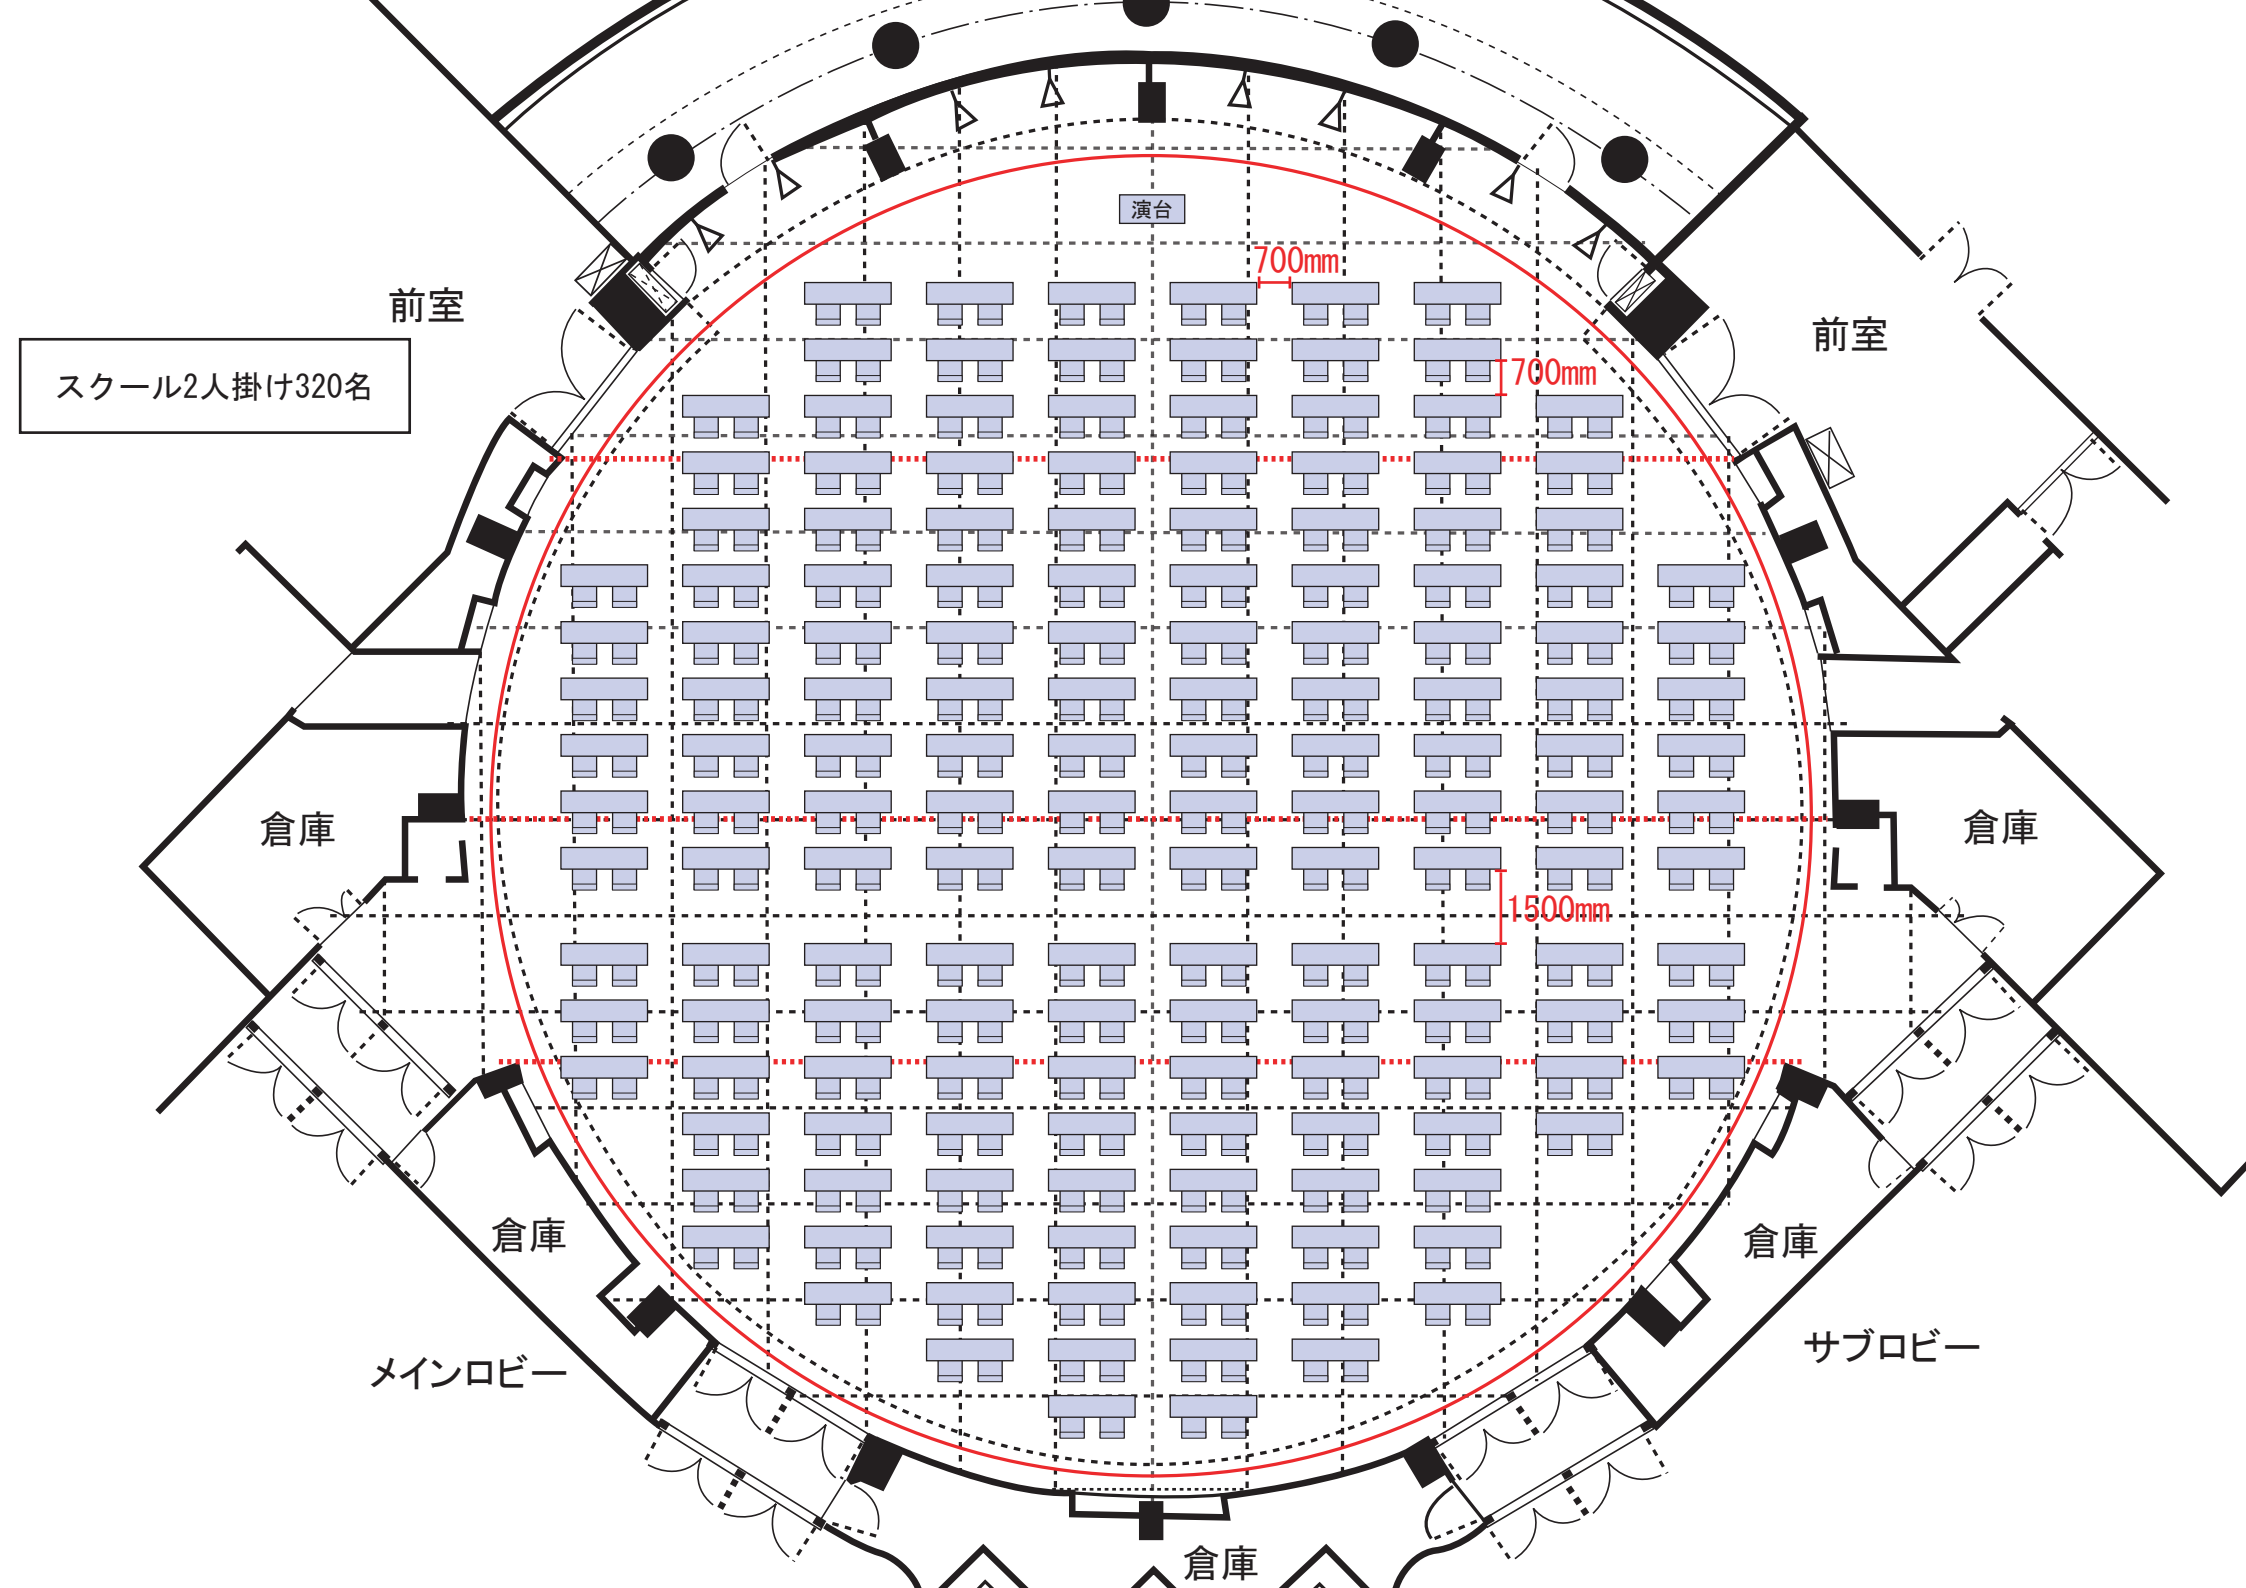 演台
700mm
前室
前室
スクール2人掛け320名
700mm
倉庫
倉庫
1500mm
倉庫
倉庫
メインロビー
サブロビー
倉庫